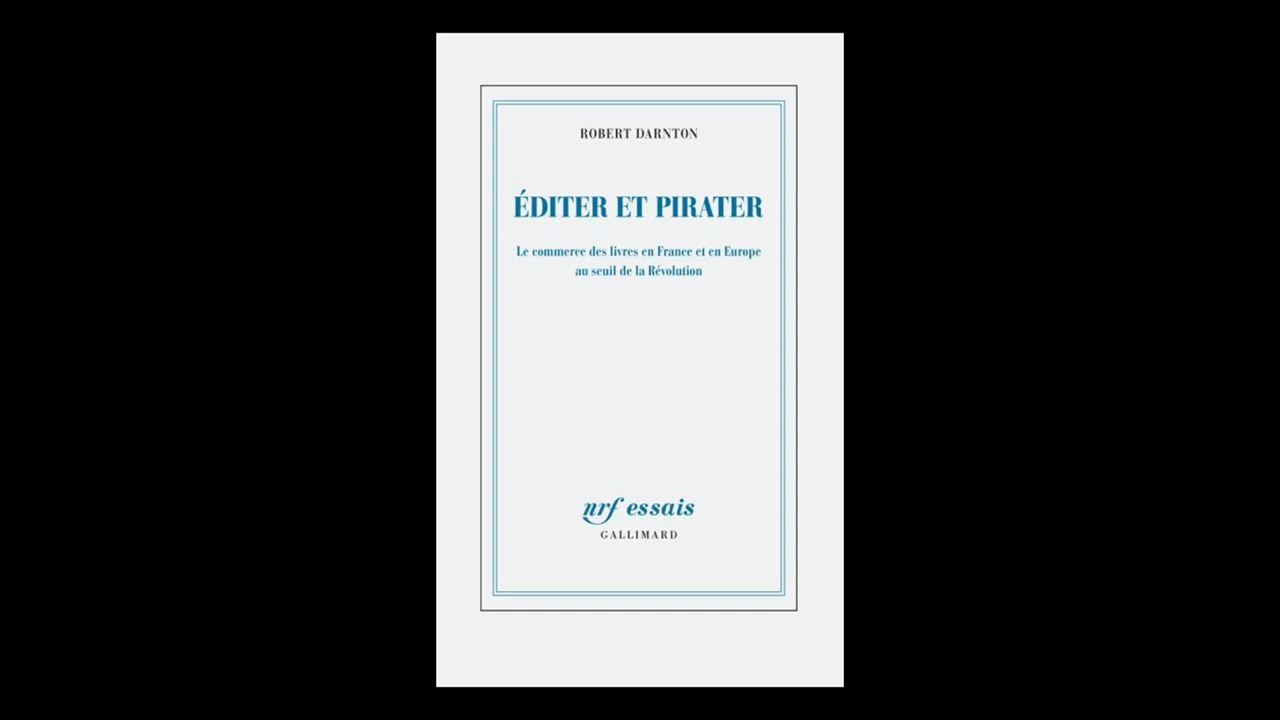 ROBERT DARNTON
ÉDITER ET PIRATER
Le commerce des livres en France et en Europe
au seuil de la Révolution
nrf essais
GALLIMARD